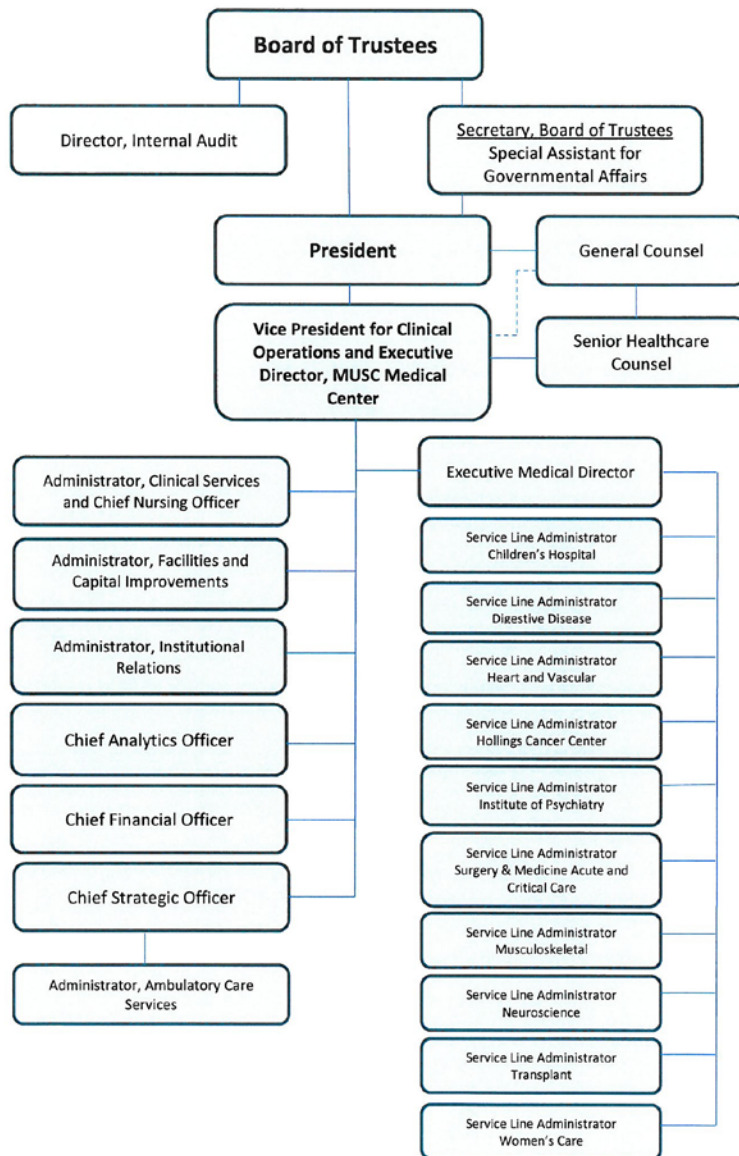 Board of Trustees
Director, Internal Audit
Secretary, Board of Trustees
Special Assistant for
Governmental Affairs
President
General Counsel
Vice President for Clinical
Operations and Executive
Director, MUSC Medical
Center
Senior Healthcare
Counsel
Administrator, Clinical Services
and Chief Nursing Officer
Administrator, Facilities and
Capital Improvements
Administrator, Institutional
Relations
Chief Analytics Officer
Chief Financial Officer
Chief Strategic Officer
Administrator, Ambulatory Care
Services
Executive Medical Director
Service Line Administrator
Children's Hospital
Service Line Administrator
Digestive Disease
Service Line Administrator
Heart and Vascular
Service Line Administrator
Hollings Cancer Center
Service Line Administrator
Institute of Psychiatry
Service Line Administrator
Surgery & Medicine Acute and
Critical Care
Service Line Administrator
Musculoskeletal
Service Line Administrator
Neuroscience
Service Line Administrator
Transplant
Service Line Administrator
Women's Care